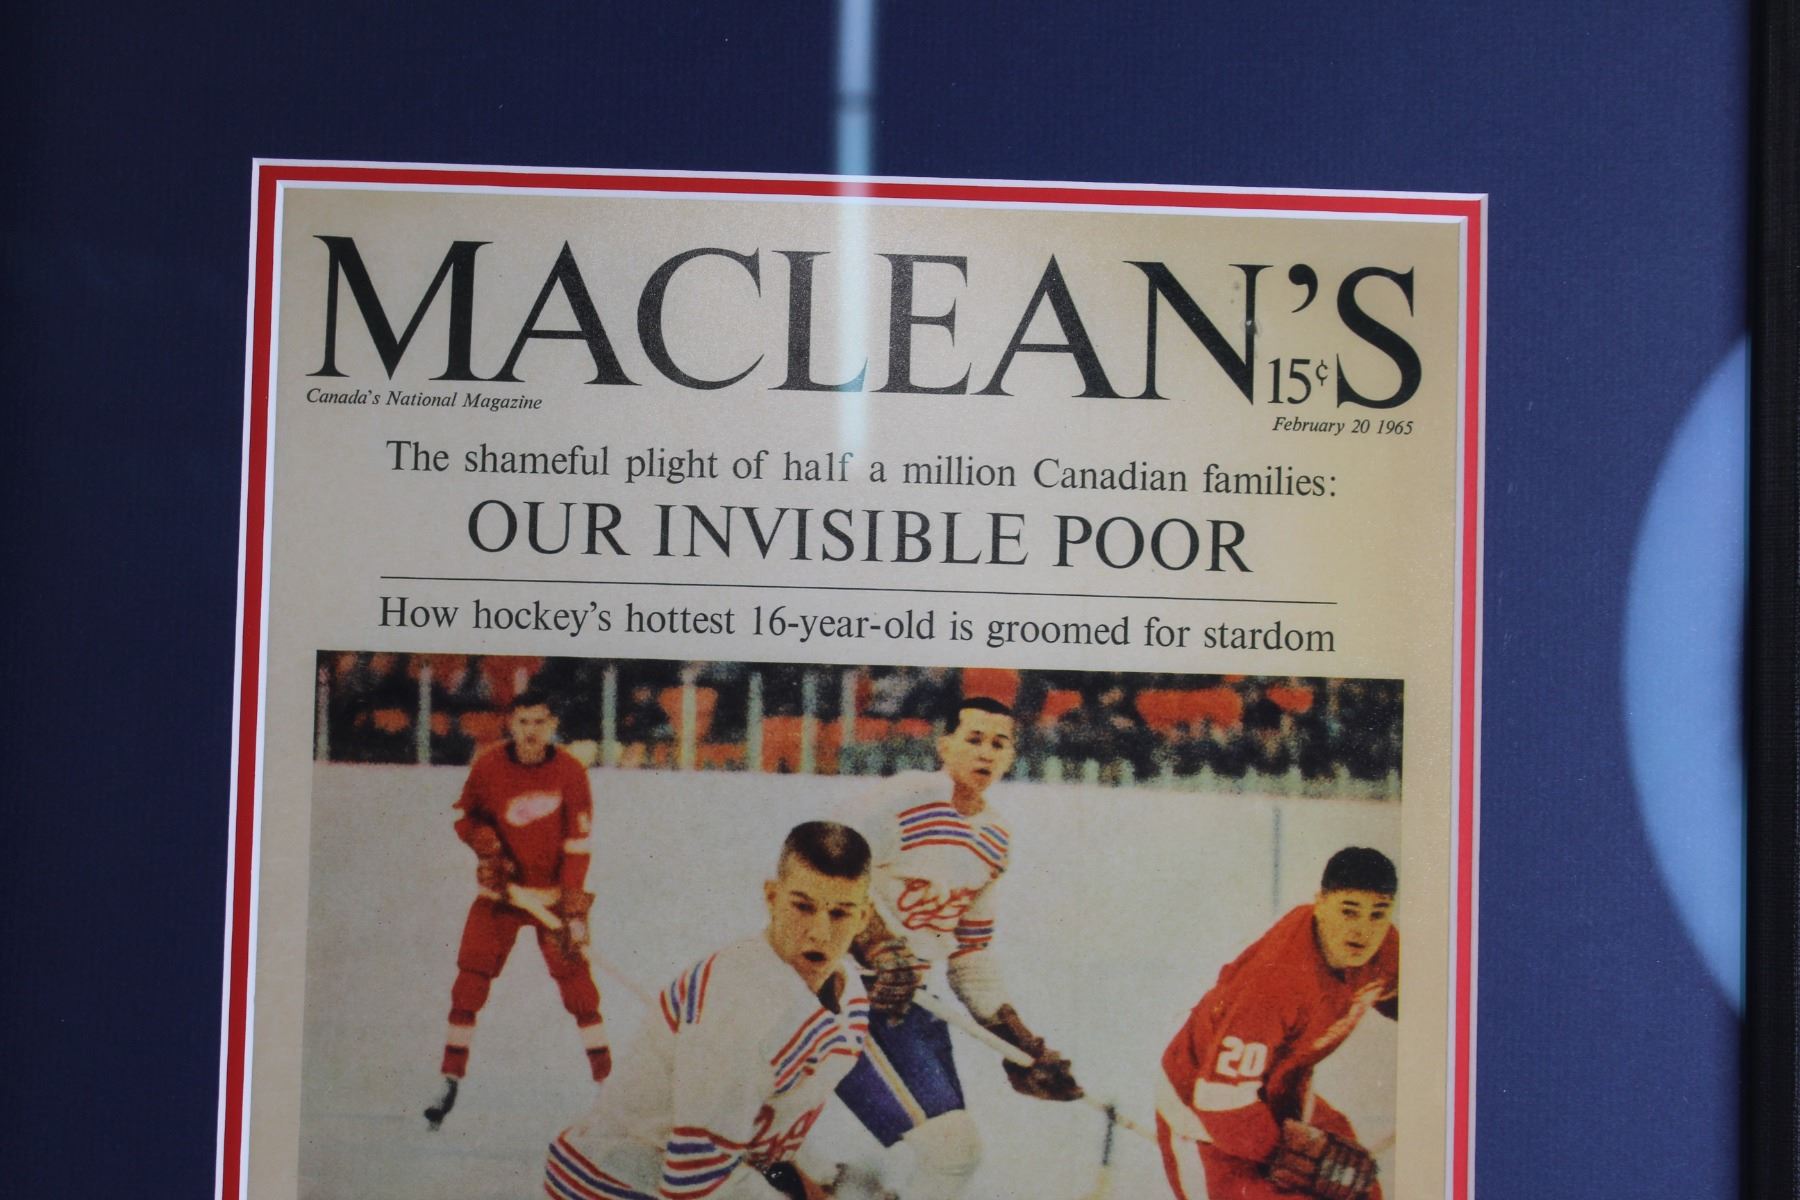 MACLEAN'S
15¢
Canada's National Magazine
February 20 1965
The shameful plight of half a million Canadian families:
OUR INVISIBLE POOR
How hockey's hottest 16-year-old is groomed for stardom
20